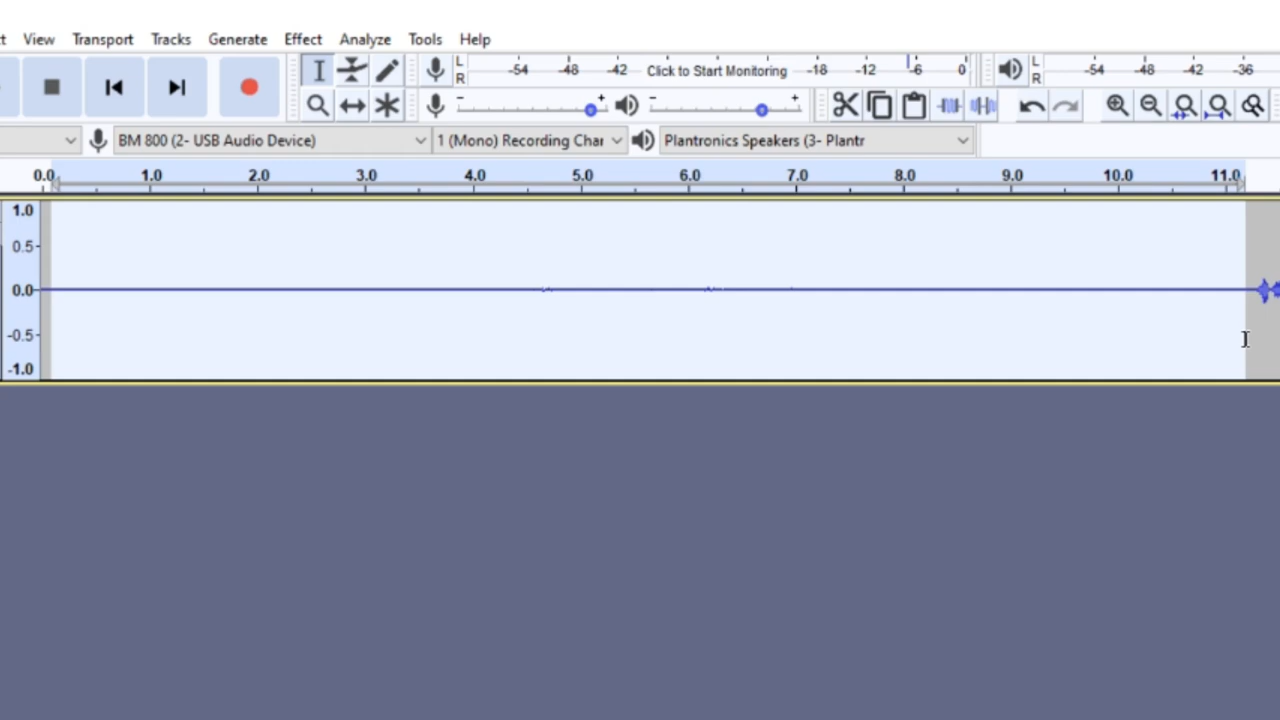 t View Transport Tracks Generate Effect Analyze Tools Help
L
R -54 -48 -42 Click to Start Monitoring -18 -12 -6 0 L
R -54 -48 -42 -36
- + - +
BM 800 (2- USB Audio Device) 1 (Mono) Recording Char Plantronics Speakers (3- Plantr
0.0 1.0 2.0 3.0 4.0 5.0 6.0 7.0 8.0 9.0 10.0 11.0
1.0
0.5
0.0
-0.5
-1.0